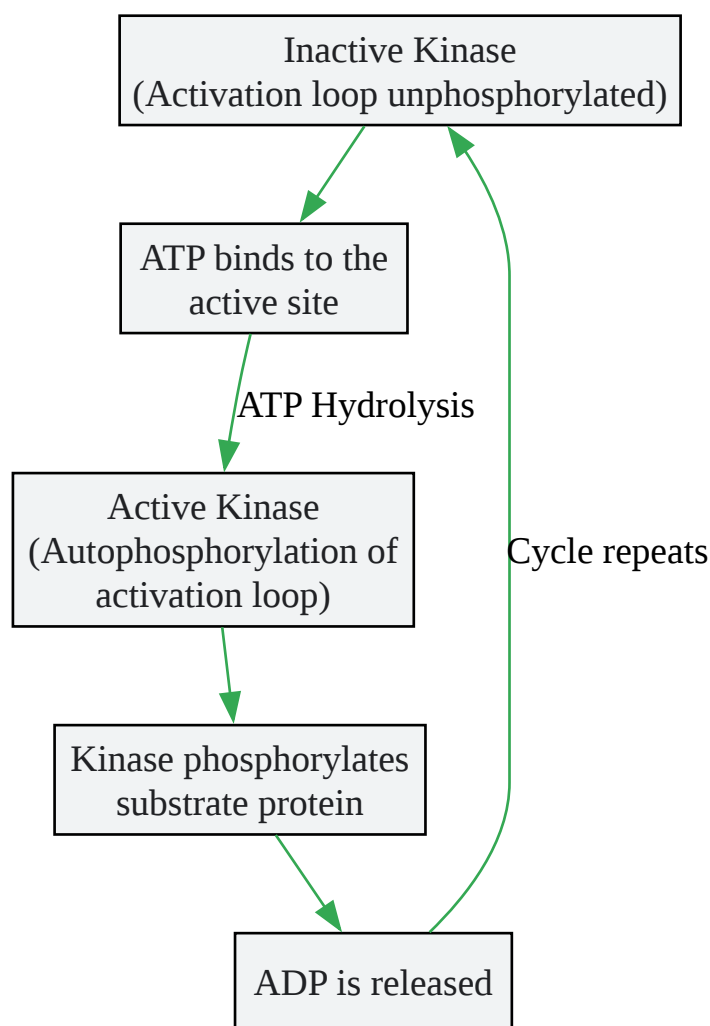 Inactive Kinase
(Activation loop unphosphorylated)
ATP binds to the
active site
ATP Hydrolysis
Active Kinase
(Autophosphorylation of
activation loop)
Cycle repeats
Kinase phosphorylates
substrate protein
ADP is released